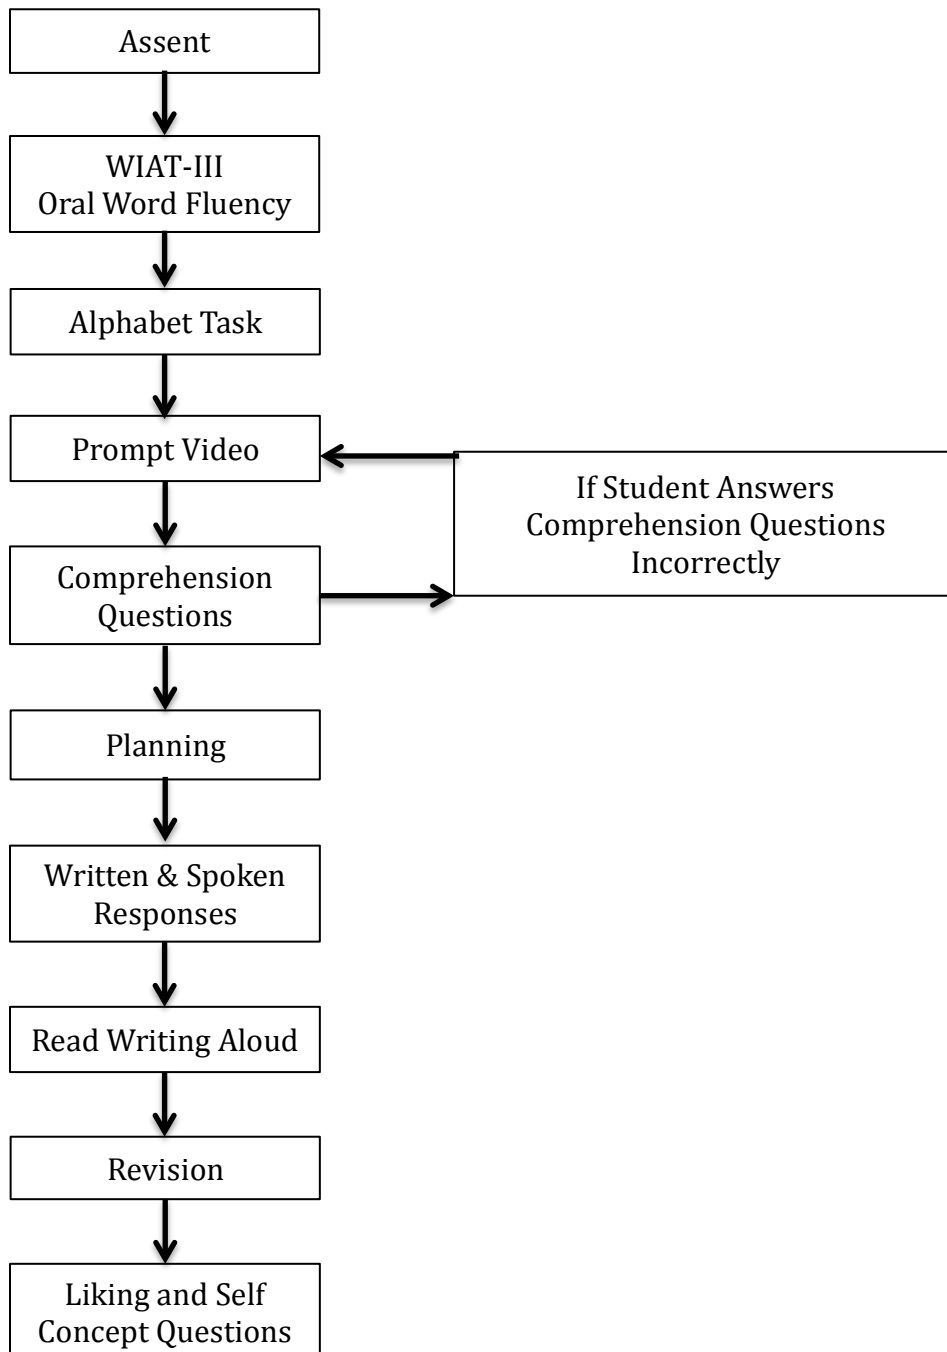 Assent
WIAT-III
Oral Word Fluency
Alphabet Task
Prompt Video
If Student Answers
Comprehension Questions
Incorrectly
Comprehension
Questions
Planning
Written & Spoken
Responses
Read Writing Aloud
Revision
Liking and Self
Concept Questions